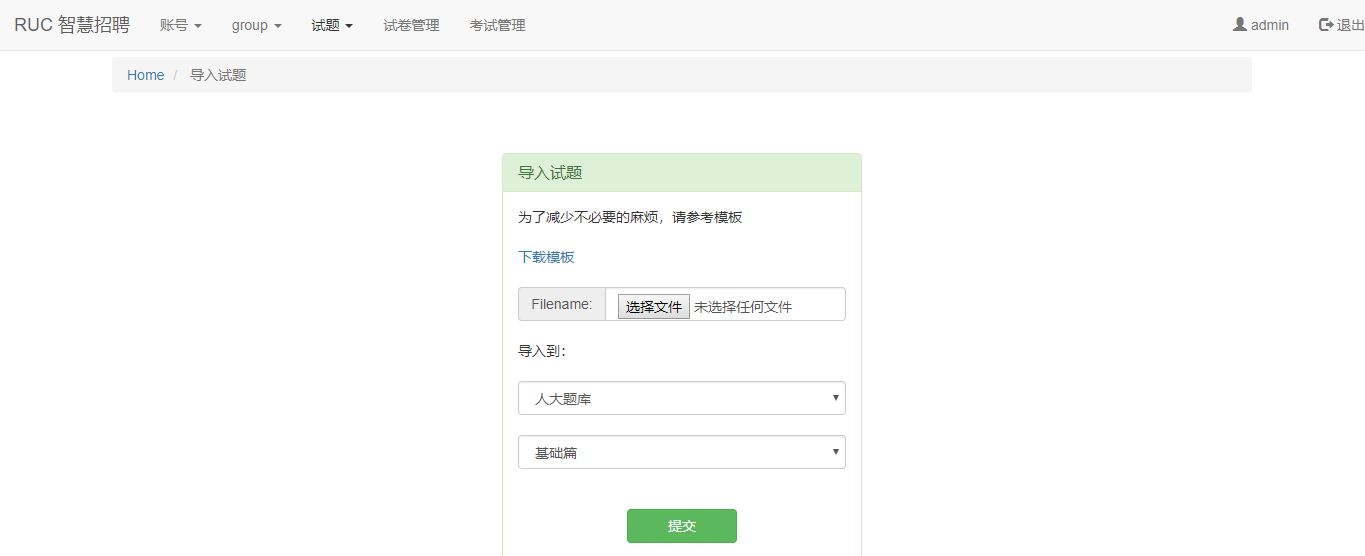 RUC 智慧招聘 账号 group 试题 试卷管理 考试管理 admin 退出
Home / 导入试题
导入试题
为了减少不必要的麻烦，请参考模板
下载模板
Filename: 选择文件 未选择任何文件
导入到：
人大题库
基础篇
提交